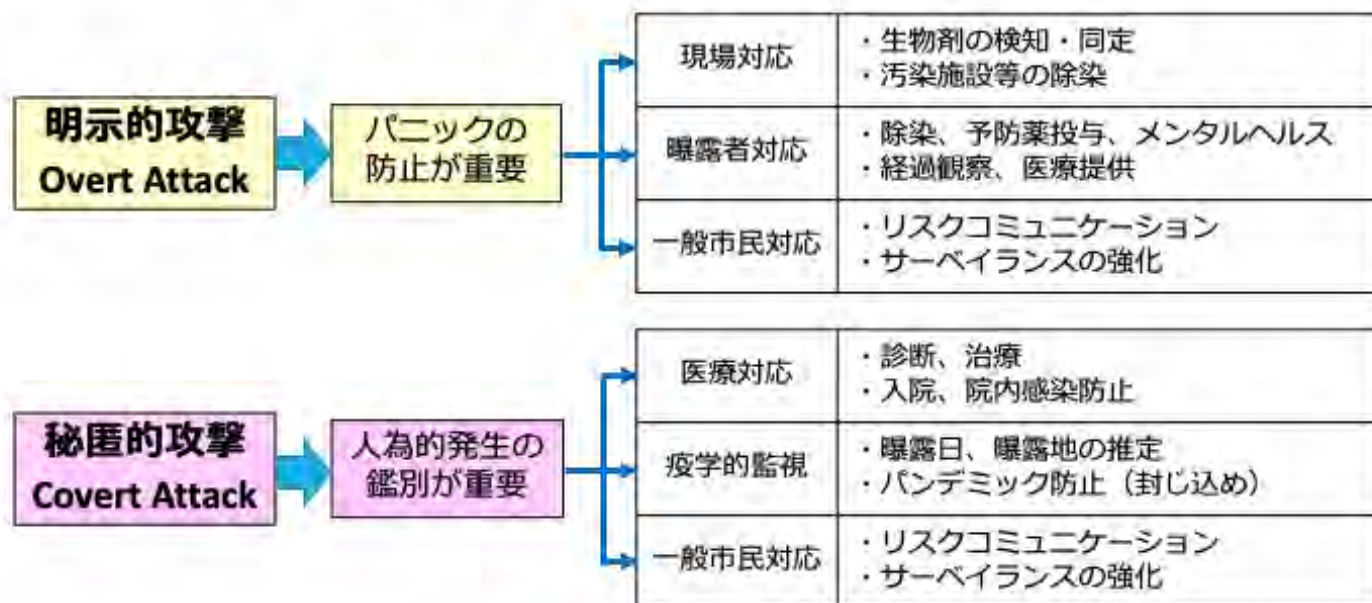 明示的攻撃
Overt Attack
パニックの
防止が重要
現場対応
・生物剤の検知・同定
・汚染施設等の除染
曝露者対応
・除染、予防薬投与、メンタルヘルス
・経過観察、医療提供
一般市民対応
・リスクコミュニケーション
・サーベイランスの強化
秘匿的攻撃
Covert Attack
人為的発生の
鑑別が重要
医療対応
・診断、治療
・入院、院内感染防止
疫学的監視
・曝露日、曝露地の推定
・パンデミック防止（封じ込め）
一般市民対応
・リスクコミュニケーション
・サーベイランスの強化